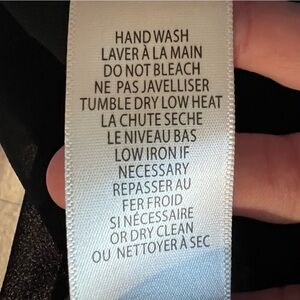 HAND WASH
LAVER À LA MAIN
DO NOT BLEACH
NE PAS JAVELLISER
TUMBLE DRY LOW HEAT
LA CHUTE SECHE
LE NIVEAU BAS
LOW IRON IF
NECESSARY
REPASSER AU
FER FROID
SI NÉCESSAIRE
OR DRY CLEAN
OU NETTOYER À SEC